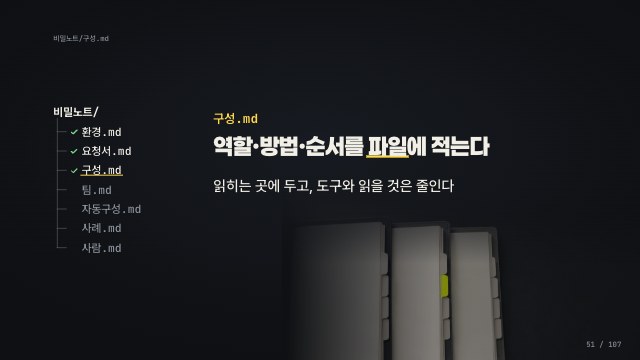 비밀노트/구성.md
비밀노트/
환경.md
요청서.md
구성.md
팀.md
자동구성.md
사례.md
사람.md
구성.md
역할·방법·순서를 파일에 적는다
읽히는 곳에 두고, 도구와 읽을 것은 줄인다
51 / 107